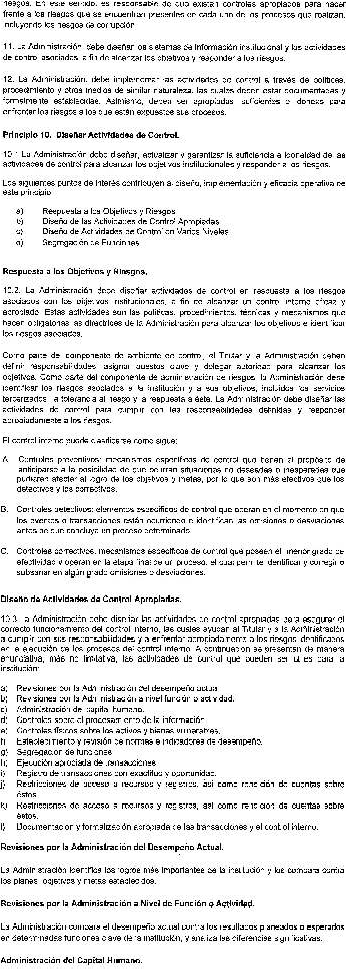 riesgos. En este sentido, es responsable de que existan controles apropiados para hacer
frente a los riesgos que se encuentran presentes en cada uno de los procesos que realizan,
incluyendo los riesgos de corrupción.
11. La Administración, debe diseñar los sistemas de información institucional y las actividades
de control asociadas, a fin de alcanzar los objetivos y responder a los riesgos.
12. La Administración, debe implementar las actividades de control a través de políticas,
procedimiento y otros medios de similar naturaleza, las cuales deben estar documentadas y
formalmente establecidas. Asimismo, deben ser apropiadas, suficientes e idóneas para
enfrentar los riesgos a los que están expuestos sus procesos.
Principio 10. Diseñar Actividades de Control.
10.1 La Administración debe diseñar, actualizar y garantizar la suficiencia e idoneidad de las
actividades de control para alcanzar los objetivos institucionales y responder a los riesgos.
Los siguientes puntos de interés contribuyen al diseño, implementación y eficacia operativa de
este principio:
a) Respuesta a los Objetivos y Riesgos
b) Diseño de las Actividades de Control Apropiadas
c) Diseño de Actividades de Control en Varios Niveles
d) Segregación de Funciones
Respuesta a los Objetivos y Riesgos.
10.2. La Administración debe diseñar actividades de control en respuesta a los riesgos
asociados con los objetivos institucionales, a fin de alcanzar un control interno eficaz y
apropiado. Estas actividades son las políticas, procedimientos, técnicas y mecanismos que
hacen obligatorias las directrices de la Administración para alcanzar los objetivos e identificar
los riesgos asociados.
Como parte del componente de ambiente de control, el Titular y la Administración deben
definir responsabilidades, asignar puestos clave y delegar autoridad para alcanzar los
objetivos. Como parte del componente de administración de riesgos, la Administración debe
identificar los riesgos asociados a la institución y a sus objetivos, incluidos los servicios
tercerizados, la tolerancia al riesgo y la respuesta a éste. La Administración debe diseñar las
actividades de control para cumplir con las responsabilidades definidas y responder
apropiadamente a los riesgos.
El control interno puede clasificarse como sigue:
A. Controles preventivos: mecanismos específicos de control que tienen el propósito de
anticiparse a la posibilidad de que ocurran situaciones no deseadas o inesperadas que
pudieran afectar al logro de los objetivos y metas, por lo que son más efectivos que los
detectivos y los correctivos.
B. Controles detectivos: elementos específicos de control que operan en el momento en que
los eventos o transacciones están ocurriendo e identifican las omisiones o desviaciones
antes de que concluya un proceso determinado.
C. Controles correctivos: mecanismos específicos de control que poseen el menor grado de
efectividad y operan en la etapa final de un proceso, el cual permite identificar y corregir o
subsanar en algún grado omisiones o desviaciones.
Diseño de Actividades de Control Apropiadas.
10.3. La Administración debe diseñar las actividades de control apropiadas para asegurar el
correcto funcionamiento del control interno, las cuales ayudan al Titular y a la Administración
a cumplir con sus responsabilidades y a enfrentar apropiadamente a los riesgos identificados
en la ejecución de los procesos del control interno. A continuación se presentan de manera
enunciativa, más no limitativa, las actividades de control que pueden ser útiles para la
institución:
a) Revisiones por la Administración del desempeño actual.
b) Revisiones por la Administración a nivel función o actividad.
c) Administración del capital humano.
d) Controles sobre el procesamiento de la información.
e) Controles físicos sobre los activos y bienes vulnerables.
f) Establecimiento y revisión de normas e indicadores de desempeño.
g) Segregación de funciones.
h) Ejecución apropiada de transacciones.
i) Registro de transacciones con exactitud y oportunidad.
j) Restricciones de acceso a recursos y registros, así como rendición de cuentas sobre
éstos.
k) Restricciones de acceso a recursos y registros, así como rendición de cuentas sobre
éstos.
l) Documentación y formalización apropiada de las transacciones y el control interno.
Revisiones por la Administración del Desempeño Actual.
La Administración identifica los logros más importantes de la institución y los compara contra
los planes, objetivos y metas establecidos.
Revisiones por la Administración a Nivel de Función o Actividad.
La Administración compara el desempeño actual contra los resultados planeados o esperados
en determinadas funciones clave de la institución, y analiza las diferencias significativas.
Administración del Capital Humano.